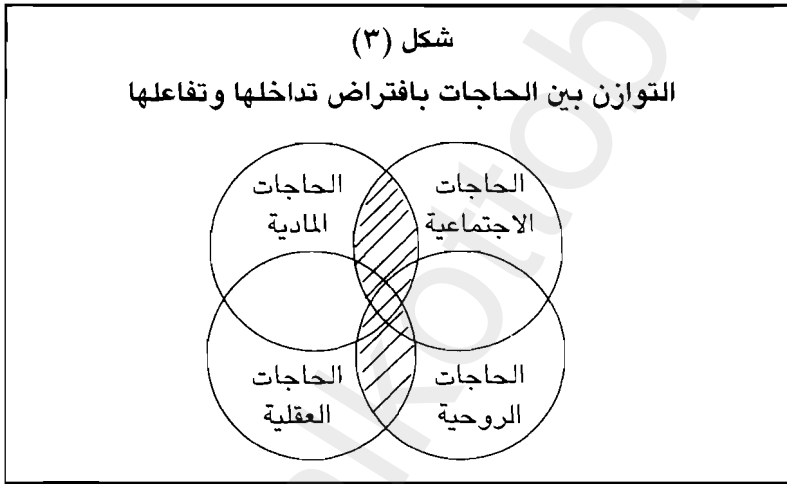 شكل (٣)
التوازن بين الحاجات بافتراض تداخلها وتفاعلها
الحاجات
الاجتماعية
الحاجات
المادية
الحاجات
الروحية
الحاجات
العقلية